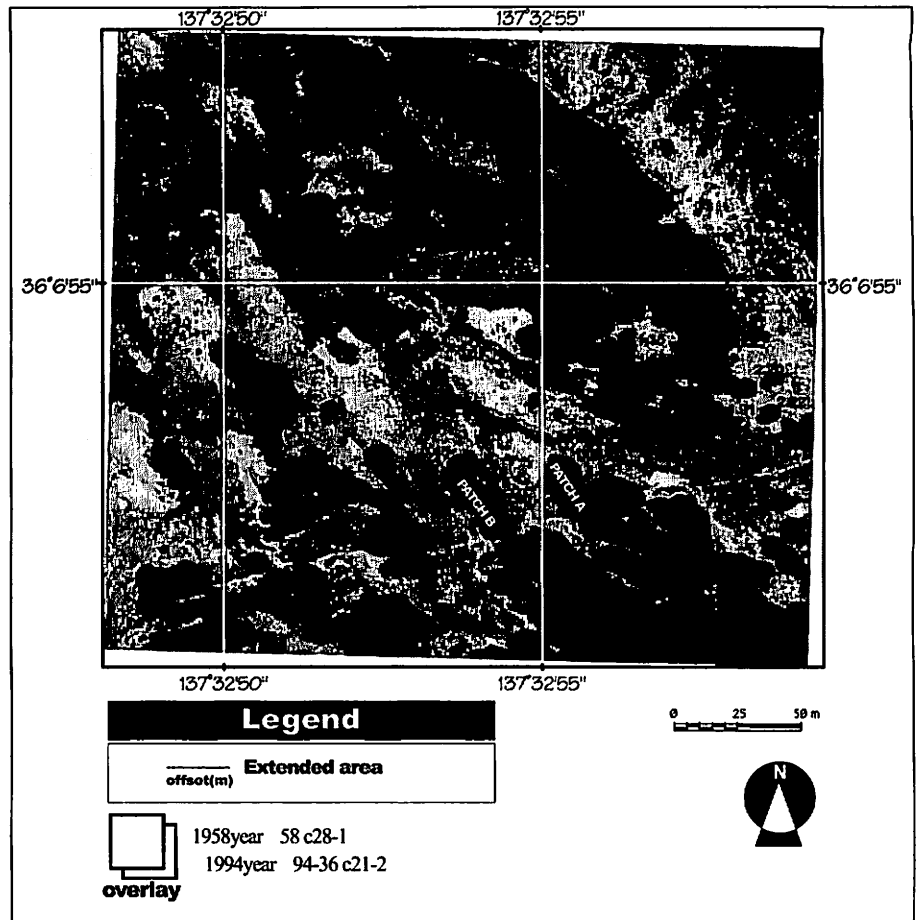 137°32'50" 137°32'55"
36°6'55" 36°6'55"
PATCH B PATCH A
137°32'50" 137°32'55"
Legend
Extended area
offset(m)
0 25 50 m
N
1958year 58 c28-1
1994year 94-36 c21-2
overlay